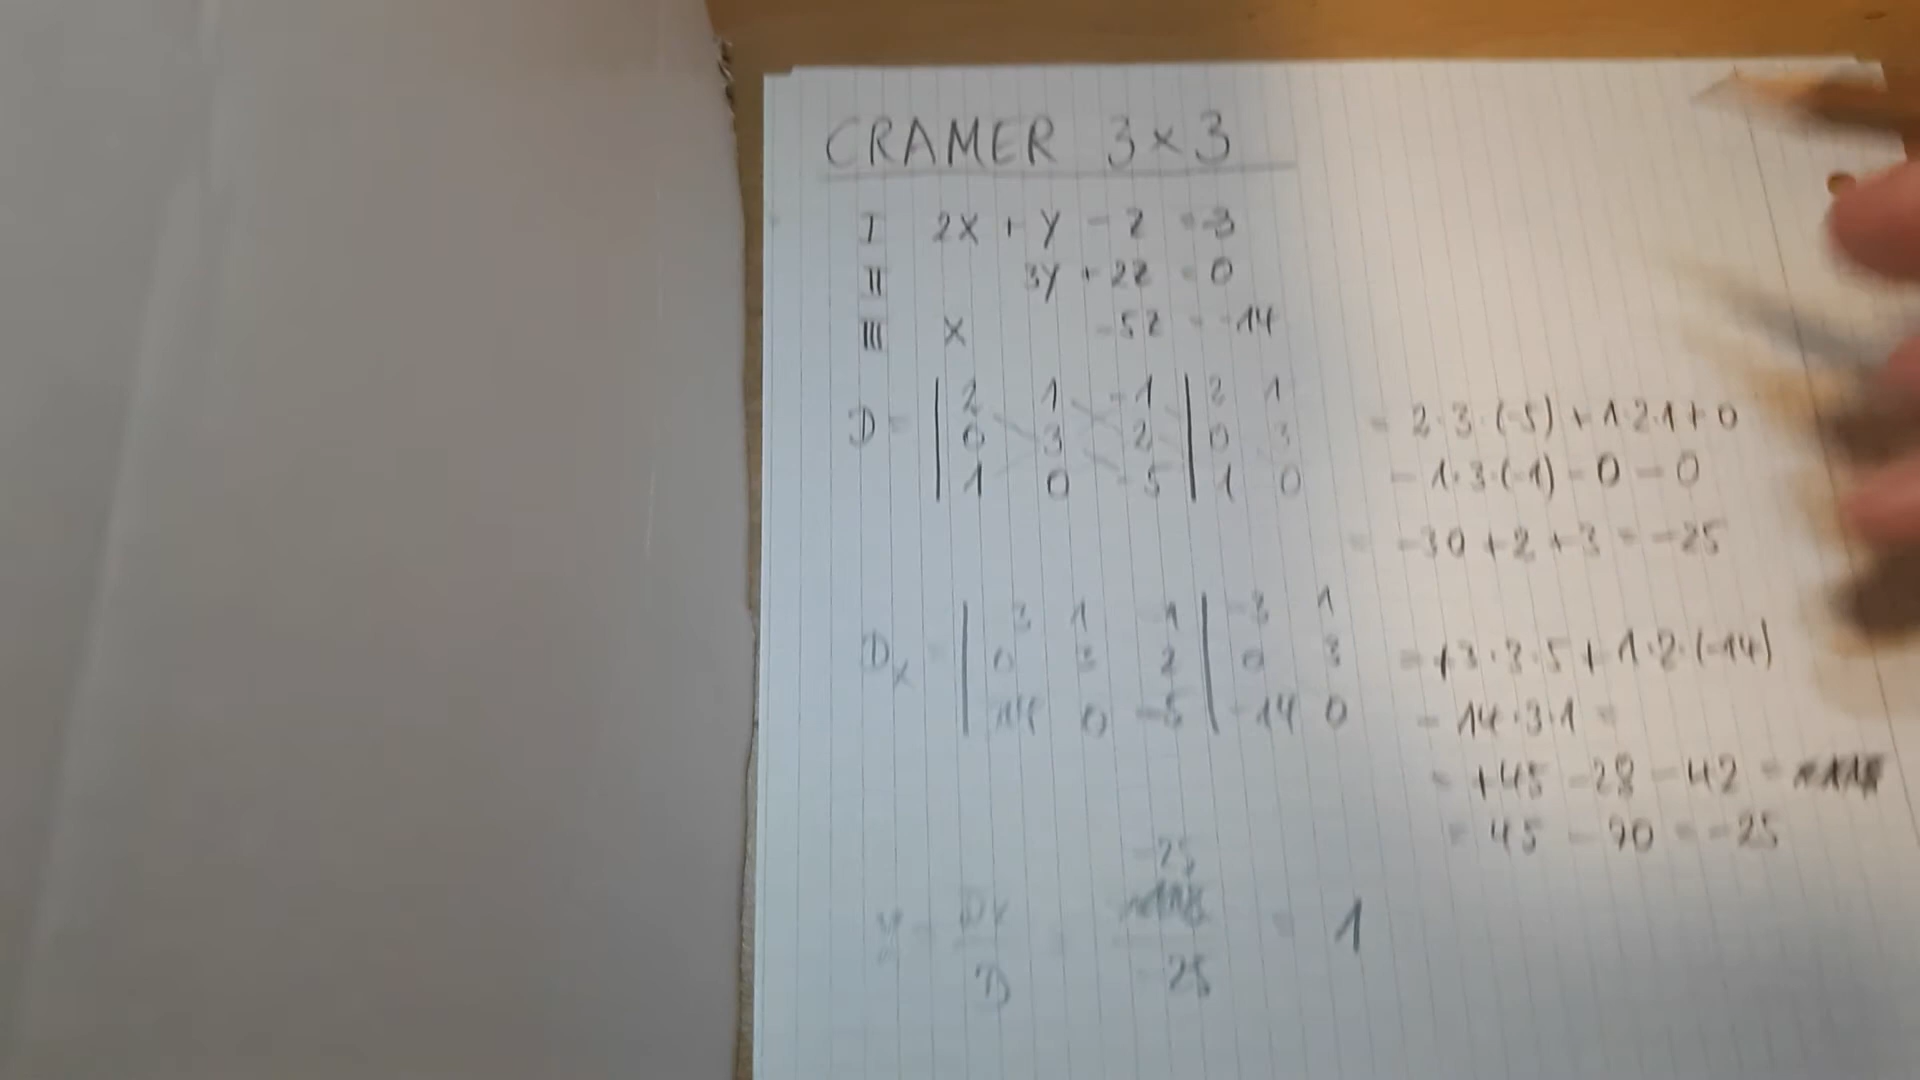 CRAMER 3×3
I 2x + y - z = -3
II 3y + 2z = 0
III x -5z = -14
D = | 2 1 -1 | 2 1 = 2·3·(-5) + 1·2·1 + 0
0 3 2 | 0 3 - 1·3·(-1) - 0 - 0
1 0 -5 | 1 0
= -30 + 2 + 3 = -25
Dx = | 3 1 -1 | -3 1
0 3 2 | 0 3 = +3·3·5 + 1·2·(-14)
-14 0 -5 | -14 0 - 14·3·1 =
= +45 - 28 - 42 =
= 45 - 70 = -25
-25
x = Dx = = 1
D -25